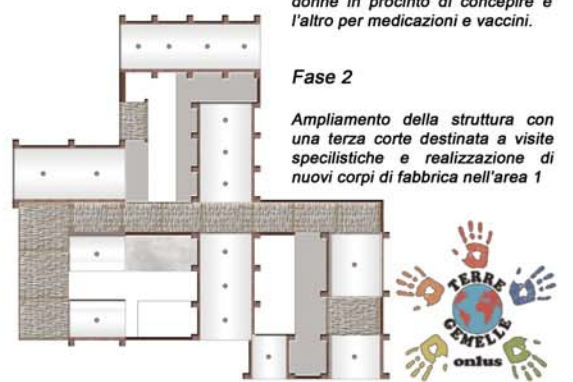 donne in procinto di concepire e
l'altro per medicazioni e vaccini.
Fase 2
Ampliamento della struttura con
una terza corte destinata a visite
specilistiche e realizzazione di
nuovi corpi di fabbrica nell'area 1
TERRE
GEMELLE
onlus